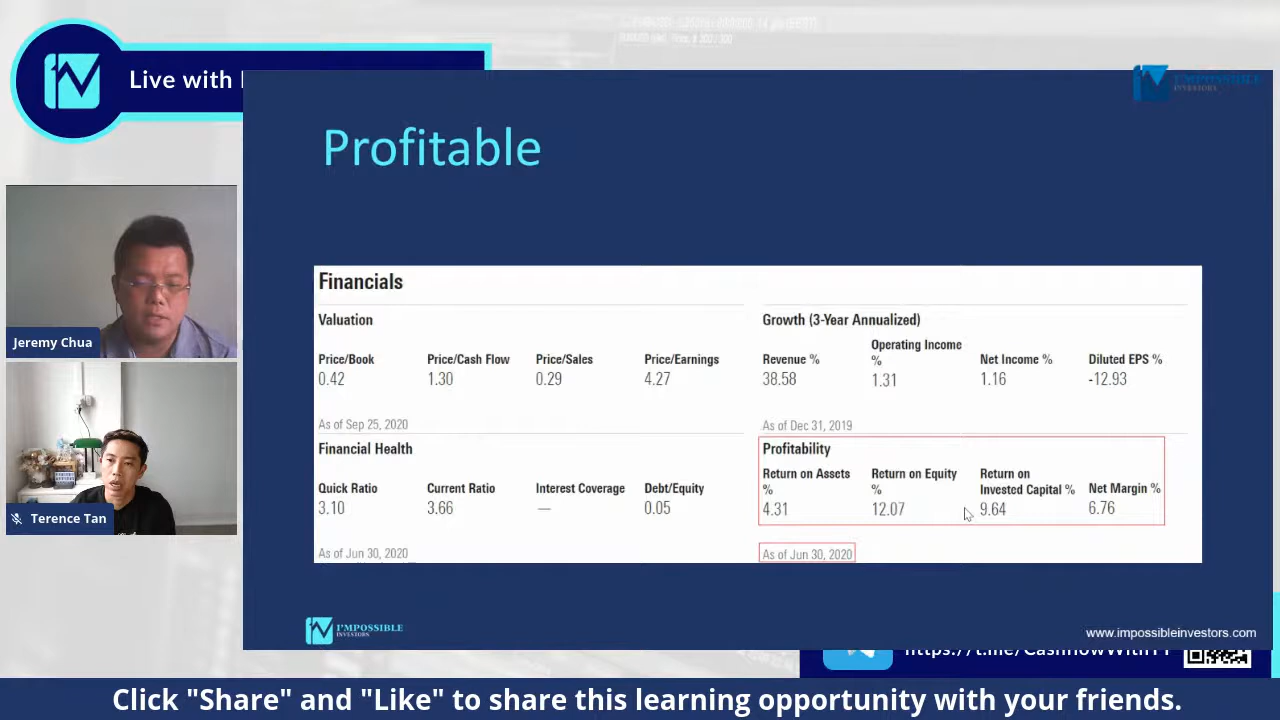 Live with
I'MPOSSIBLE
INVESTORS
Profitable
Jeremy Chua
Terence Tan
Financials
Valuation
Price/Book Price/Cash Flow Price/Sales Price/Earnings
0.42 1.30 0.29 4.27
As of Sep 25, 2020
Growth (3-Year Annualized)
Revenue % Operating Income % Net Income % Diluted EPS %
38.58 1.31 1.16 -12.93
As of Dec 31, 2019
Financial Health
Quick Ratio Current Ratio Interest Coverage Debt/Equity
3.10 3.66 — 0.05
As of Jun 30, 2020
Profitability
Return on Assets % Return on Equity % Return on Invested Capital % Net Margin %
4.31 12.07 9.64 6.76
As of Jun 30, 2020
I'MPOSSIBLE
INVESTORS
www.impossibleinvestors.com
Click "Share" and "Like" to share this learning opportunity with your friends.